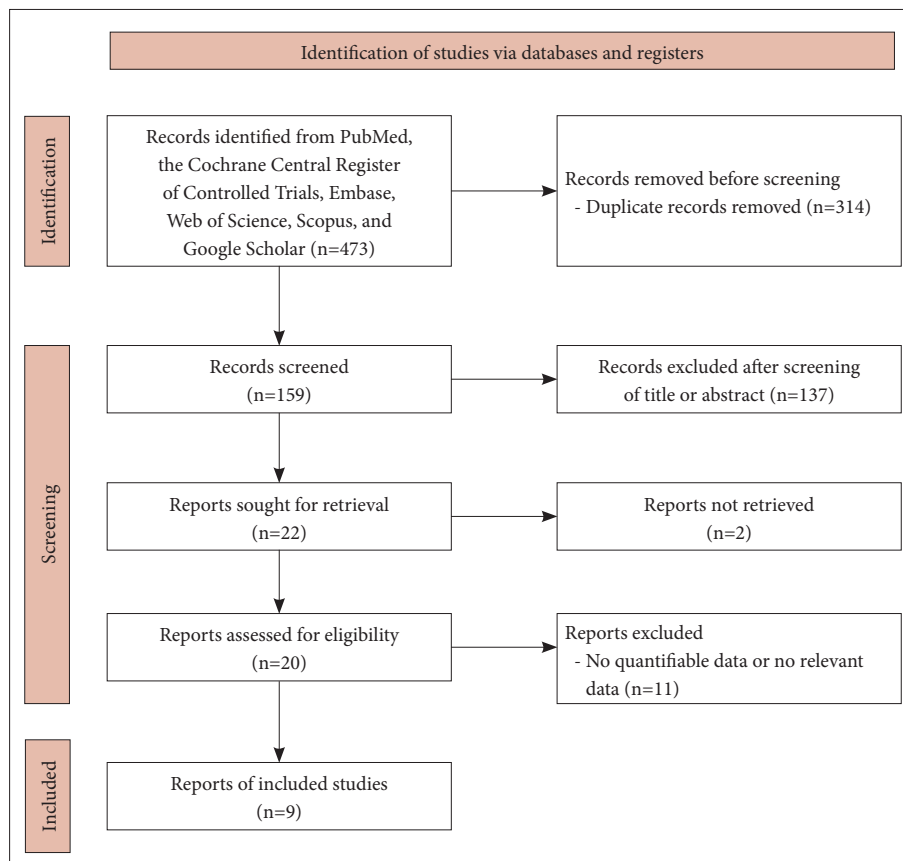 Identification of studies via databases and registers
Identification
Records identified from PubMed,
the Cochrane Central Register
of Controlled Trials, Embase,
Web of Science, Scopus, and
Google Scholar (n=473)
Records removed before screening
- Duplicate records removed (n=314)
Screening
Records screened
(n=159)
Records excluded after screening
of title or abstract (n=137)
Reports sought for retrieval
(n=22)
Reports not retrieved
(n=2)
Reports assessed for eligibility
(n=20)
Reports excluded
- No quantifiable data or no relevant
data (n=11)
Included
Reports of included studies
(n=9)